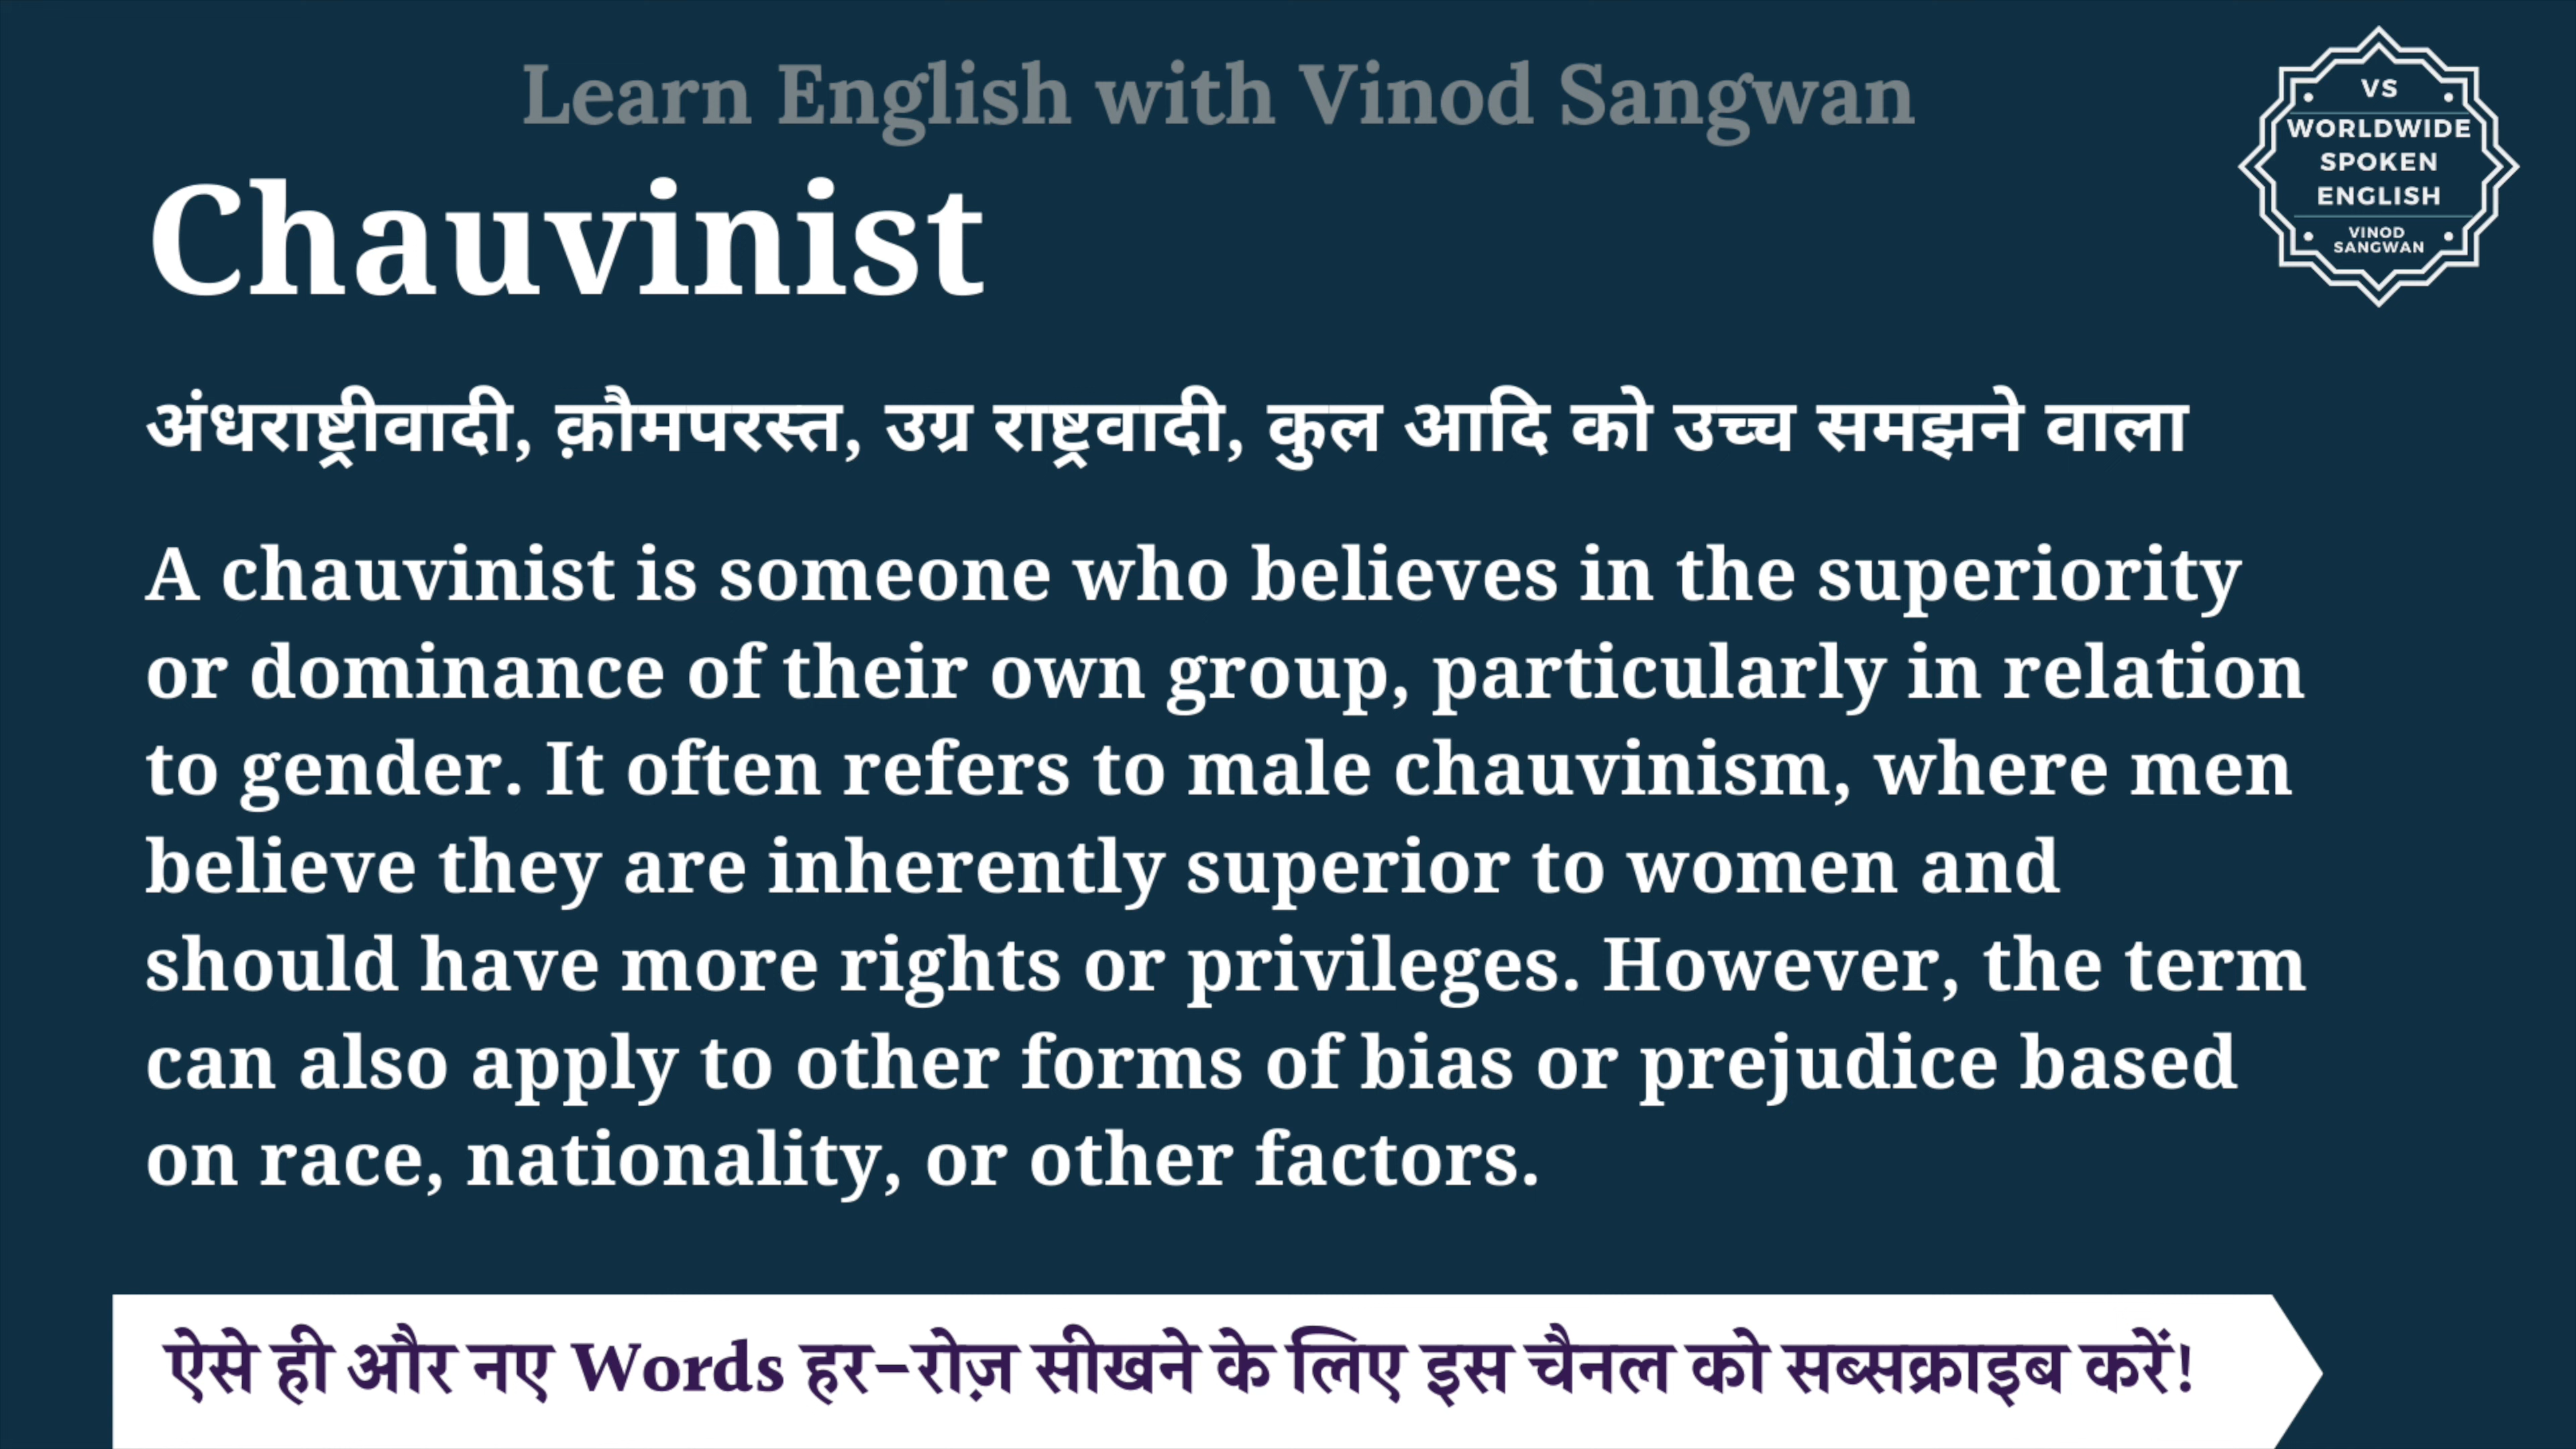 Learn English with Vinod Sangwan
VS
WORLDWIDE
SPOKEN
ENGLISH
VINOD
SANGWAN
Chauvinist
अंधराष्ट्रीवादी, क़ौमपरस्त, उग्र राष्ट्रवादी, कुल आदि को उच्च समझने वाला
A chauvinist is someone who believes in the superiority
or dominance of their own group, particularly in relation
to gender. It often refers to male chauvinism, where men
believe they are inherently superior to women and
should have more rights or privileges. However, the term
can also apply to other forms of bias or prejudice based
on race, nationality, or other factors.
ऐसे ही और नए Words हर-रोज़ सीखने के लिए इस चैनल को सब्सक्राइब करें!